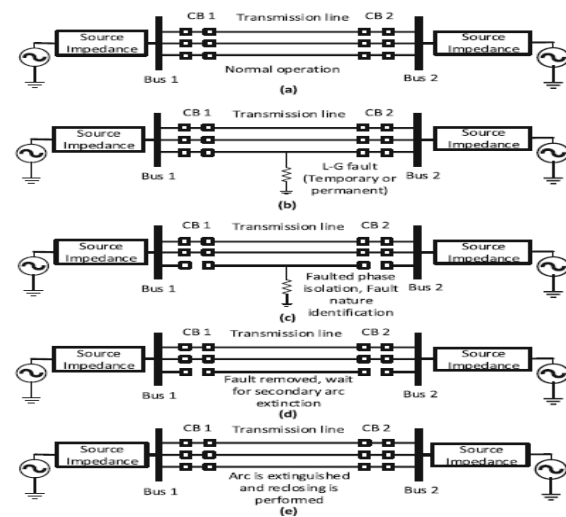 CB 1 Transmission line CB 2
Source Impedance
Source Impedance
Bus 1
Normal operation
Bus 2
(a)
CB 1 Transmission line CB 2
Source Impedance
Source Impedance
Bus 1
L-G fault
(Temporary or
permanent)
Bus 2
(b)
CB 1 Transmission line CB 2
Source Impedance
Source Impedance
Bus 1
Faulted phase
isolation, Fault
nature
identification
Bus 2
(c)
CB 1 Transmission line CB 2
Source Impedance
Source Impedance
Bus 1
Fault removed, wait
for secondary arc
extinction
Bus 2
(d)
CB 1 Transmission line CB 2
Source Impedance
Source Impedance
Bus 1
Arc is extinguished
and reclosing is
performed
Bus 2
(e)